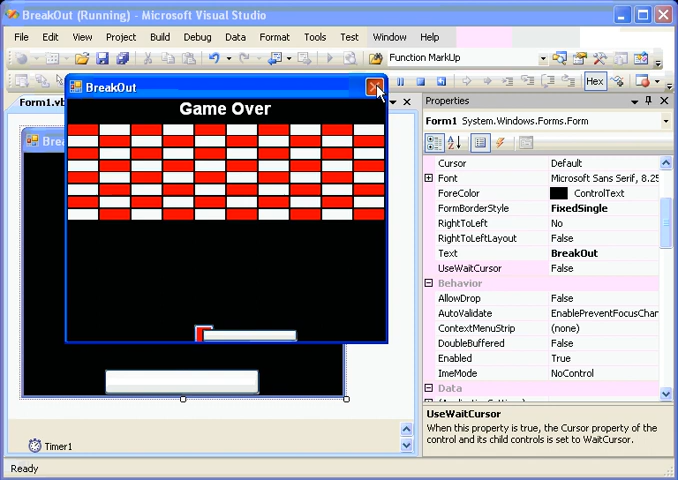 BreakOut (Running) - Microsoft Visual Studio
File Edit View Project Build Debug Data Format Tools Test Window Help
Function MarkUp
Hex
Form1.vb
BreakOut
Game Over
Timer1
Properties
Form1 System.Windows.Forms.Form
Cursor Default
Font Microsoft Sans Serif, 8.25
ForeColor ControlText
FormBorderStyle FixedSingle
RightToLeft No
RightToLeftLayout False
Text BreakOut
UseWaitCursor False
Behavior
AllowDrop False
AutoValidate EnablePreventFocusChan
ContextMenuStrip (none)
DoubleBuffered False
Enabled True
ImeMode NoControl
Data
UseWaitCursor
When this property is true, the Cursor property of the
control and its child controls is set to WaitCursor.
Ready